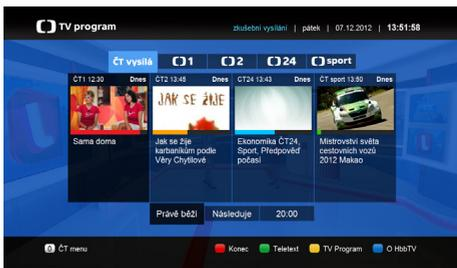 TV program
zkušební vysílání | pátek | 07.12.2012 | 13:51:58
ČT vysílá 1 2 24 sport
ČT1 12:30 Dnes ČT2 13:45 Dnes ČT24 13:43 Dnes ČT sport 13:50 Dnes
JAK SE ŽIJE
Sama doma
Jak se žije
karbaníkům podle
Věry Chytilové
Ekonomika ČT24,
Sport, Předpověď
počasí
Mistrovství světa
cestovních vozů
2012 Makao
Právě běží Následuje 20:00
0 ČT menu Konec Teletext TV Program O HbbTV